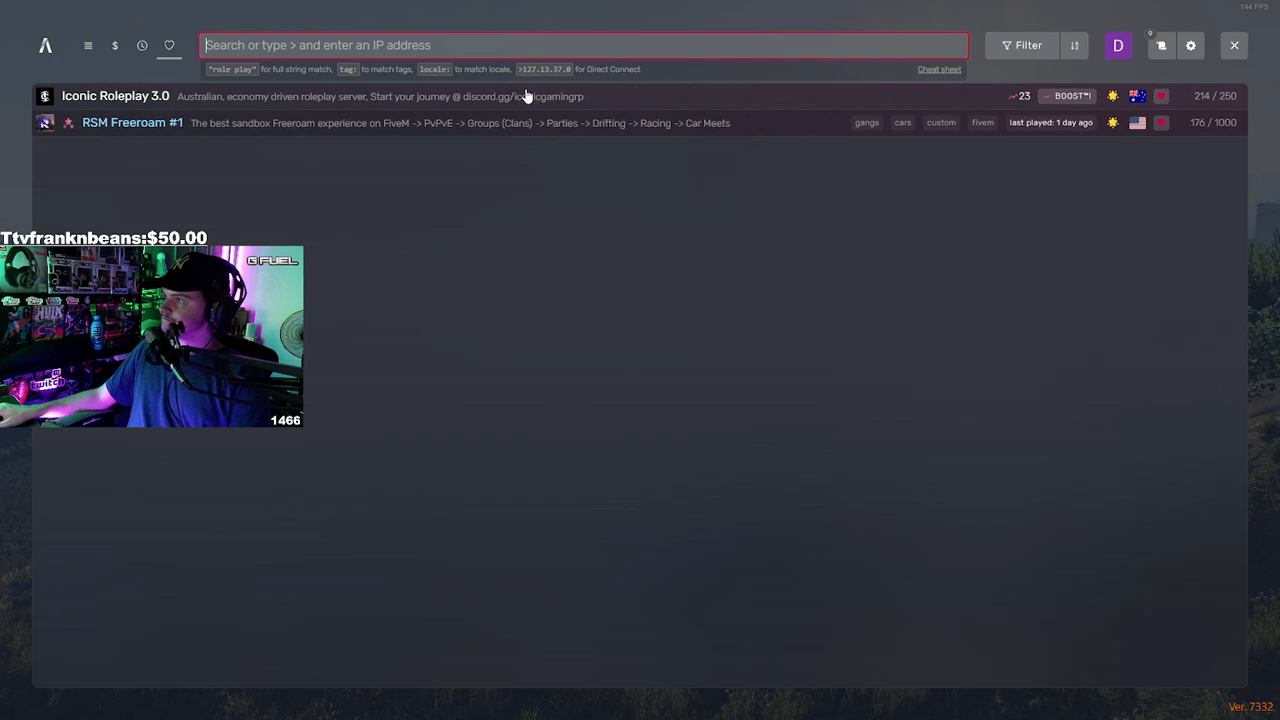 144 FPS
$
Search or type > and enter an IP address
Filter
D
9
"role play" for full string match, tag: to match tags, locale: to match locale, >127.13.37.0 for Direct Connect
Cheat sheet
Iconic Roleplay 3.0 Australian, economy driven roleplay server, Start your journey @ 23 BOOST™! 214 / 250
RSM Freeroam #1 The best sandbox Freeroam experience on FiveM -> PvPvE -> Groups (Clans) -> Parties -> Drifting -> Racing -> Car Meets gangs cars custom fivem last played: 1 day ago 176 / 1000
Ttvfranknbeans:$50.00
G FUEL
HULK
twitch
1466
Ver. 7332